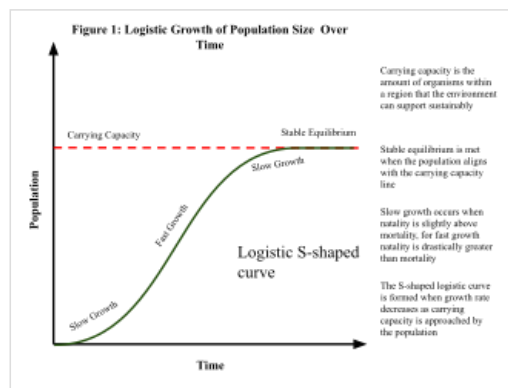 Figure 1: Logistic Growth of Population Size Over
Time
Carrying capacity is the
amount of organisms within
a region that the environment
can support sustainably
Carrying Capacity
Stable Equilibrium
Slow Growth
Stable equilibrium is met
when the population aligns
with the carrying capacity
line
Population
Fast Growth
Slow growth occurs when
natality is slightly above
mortality, for fast growth
natality is drastically greater
than mortality
Logistic S-shaped
curve
Slow Growth
The S-shaped logistic curve
is formed when growth rate
decreases as carrying
capacity is approached by
the population
Time